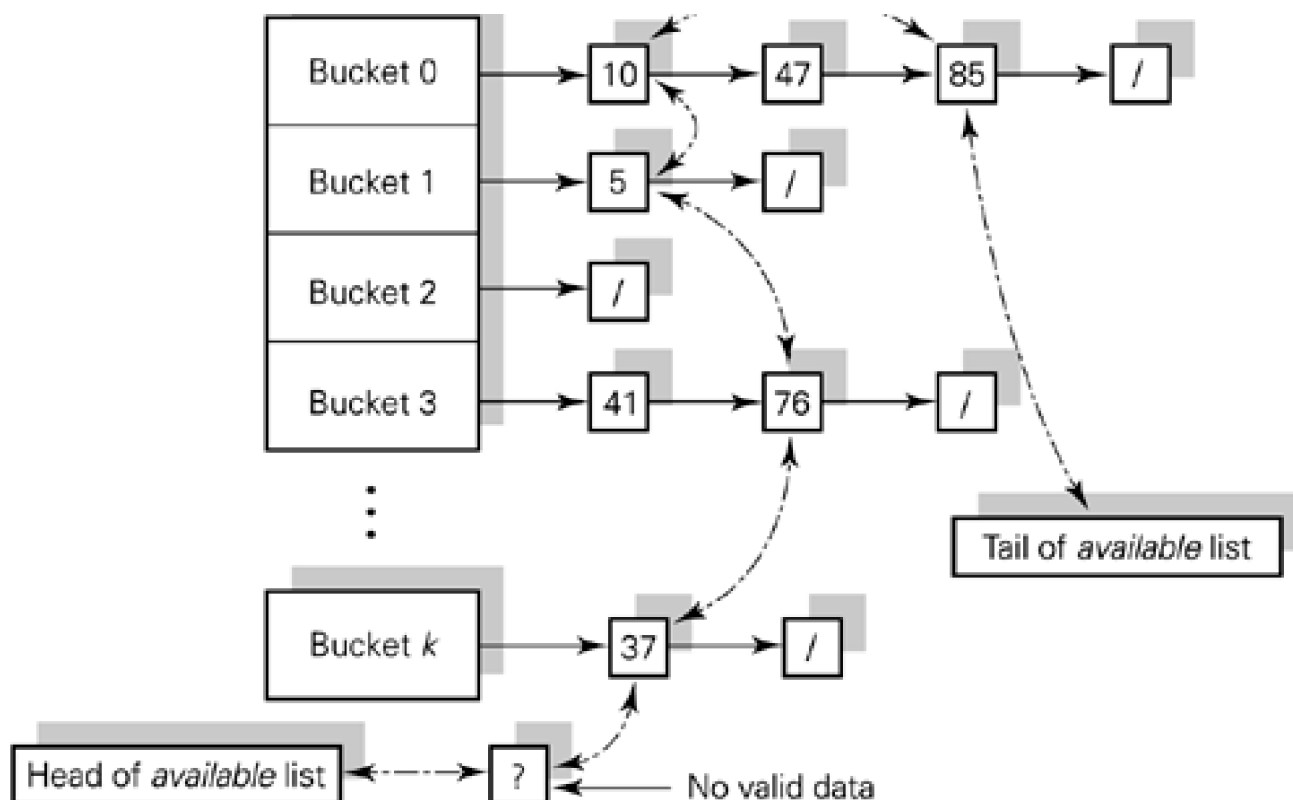 Bucket 0 10 47 85 /
Bucket 1 5 /
Bucket 2 /
Bucket 3 41 76 /
Tail of available list
Bucket k 37 /
Head of available list ? No valid data